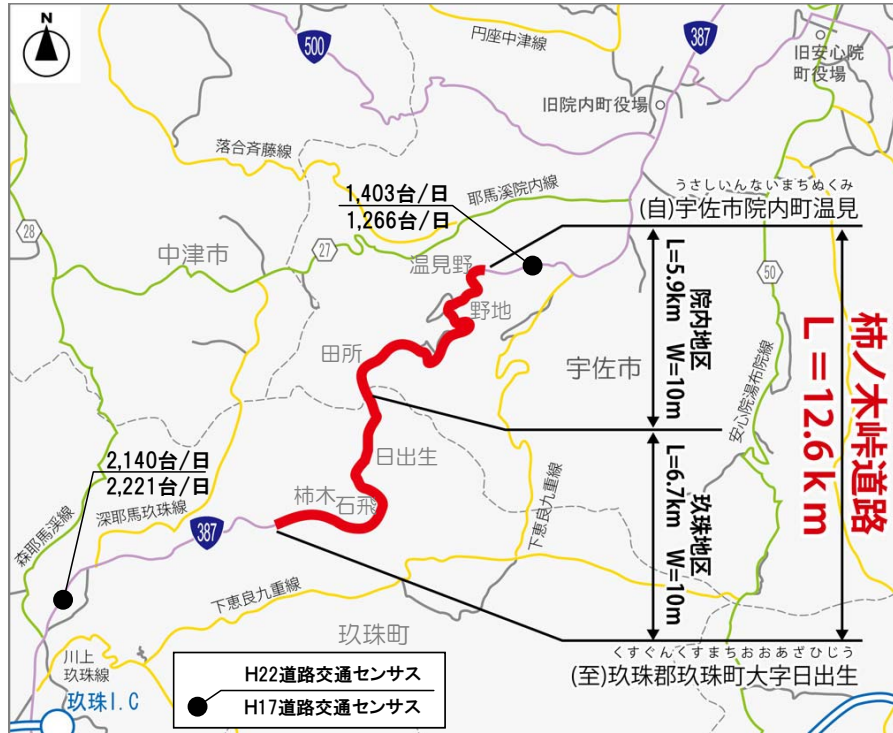 N
500
円座中津線
387
旧安心院
町役場
旧院内町役場
落合斉藤線
1,403台/日
1,266台/日
耶馬溪院内線
うさしいんないまちぬくみ
(自)宇佐市院内町温見
28
中津市
27
温見野
野地
50
田所
宇佐市
院内地区
L=5.9km W=10m
柿ノ木峠道路
L=12.6km
安心院湯布院線
2,140台/日
2,221台/日
日出生
柿木
石飛
玖珠地区
L=6.7km W=10m
森耶馬溪線
深耶馬玖珠線
387
下恵良九重線
下恵良九重線
玖珠町
くすぐんくすまちおおあざひじう
(至)玖珠郡玖珠町大字日出生
川上
玖珠線
玖珠I.C
H22道路交通センサス
H17道路交通センサス